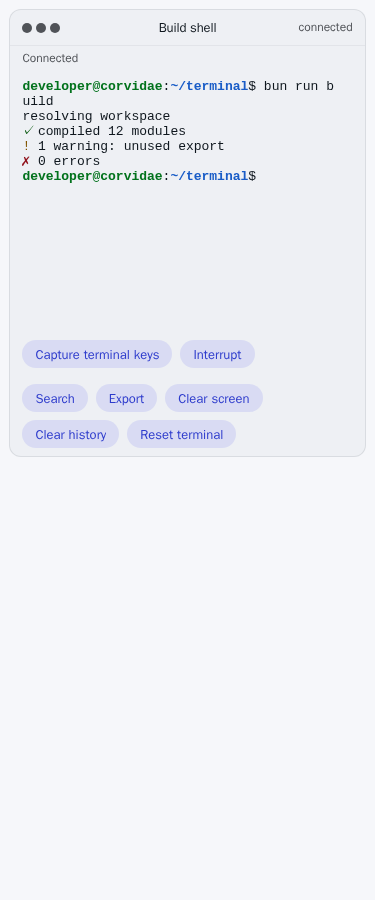 Build shell
connected
Connected
developer@corvidae:~/terminal$ bun run b
uild
resolving workspace
✓ compiled 12 modules
! 1 warning: unused export
✗ 0 errors
developer@corvidae:~/terminal$
Capture terminal keys
Interrupt
Search
Export
Clear screen
Clear history
Reset terminal